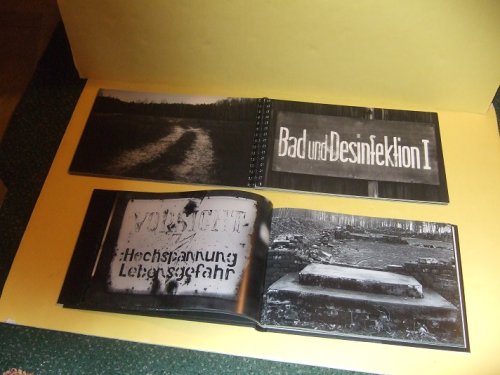 Bad und Desinfektion I
VORSICHT
Hochspannung
Lebensgefahr